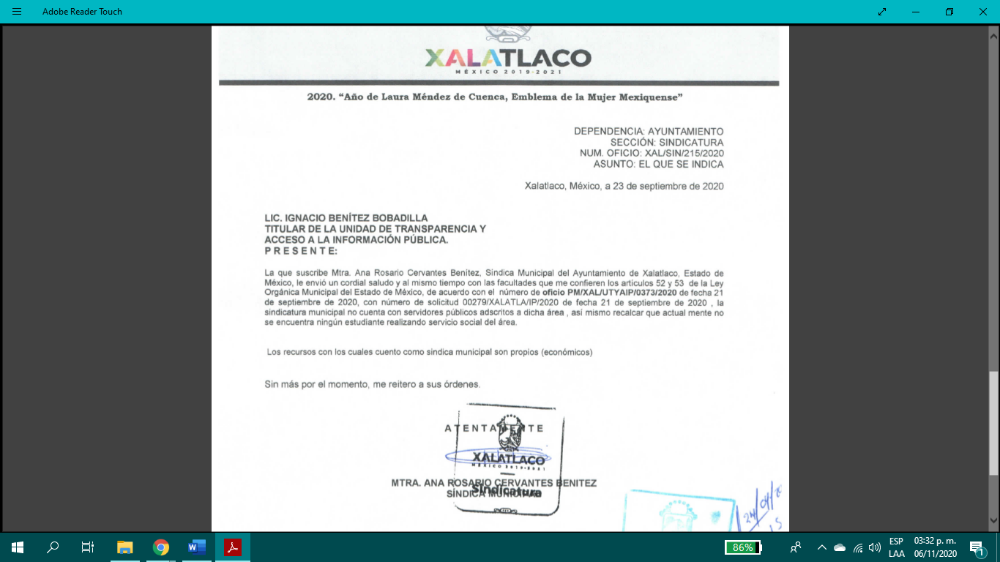 Adobe Reader Touch
XALATLACO
MÉXICO 2019-2021
2020. “Año de Laura Méndez de Cuenca, Emblema de la Mujer Mexiquense”
DEPENDENCIA: AYUNTAMIENTO
SECCIÓN: SINDICATURA
NUM. OFICIO: XAL/SIN/215/2020
ASUNTO: EL QUE SE INDICA
Xalatlaco, México, a 23 de septiembre de 2020
LIC. IGNACIO BENÍTEZ BOBADILLA
TITULAR DE LA UNIDAD DE TRANSPARENCIA Y
ACCESO A LA INFORMACIÓN PÚBLICA.
P R E S E N T E:
La que suscribe Mtra. Ana Rosario Cervantes Benítez, Síndica Municipal del Ayuntamiento de Xalatlaco, Estado de
México, le envió un cordial saludo y al mismo tiempo con las facultades que me confieren los artículos 52 y 53 de la Ley
Orgánica Municipal del Estado de México, de acuerdo con el número de oficio PM/XAL/UTYAIP/0373/2020 de fecha 21
de septiembre de 2020, con número de solicitud 00279/XALATLA/IP/2020 de fecha 21 de septiembre de 2020 , la
sindicatura municipal no cuenta con servidores públicos adscritos a dicha área , así mismo recalcar que actual mente no
se encuentra ningún estudiante realizando servicio social del área.
Los recursos con los cuales cuento como sindica municipal son propios (económicos)
Sin más por el momento, me reitero a sus órdenes.
A T E N T A M E N T E
XALATLACO
MÉXICO 2019-2021
MTRA. ANA ROSARIO CERVANTES BENITEZ
Sindicatura
SÍNDICA MUNICIPAL
24/09/
86%
ESP
LAA
03:32 p. m.
06/11/2020
1